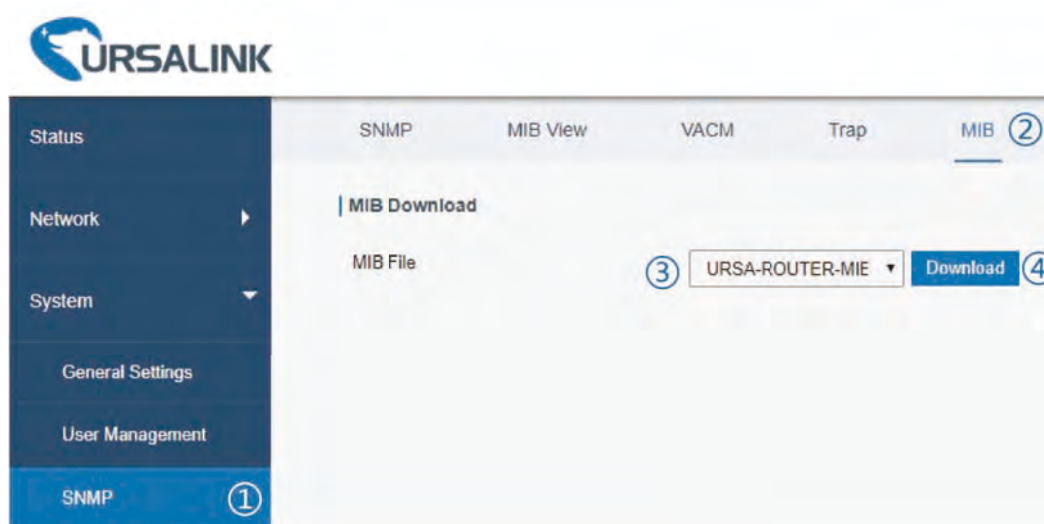 URSALINK
Status
SNMP MIB View VACM Trap MIB ②
Network
MIB Download
MIB File ③ URSA-ROUTER-MIE Download ④
System
General Settings
User Management
SNMP ①